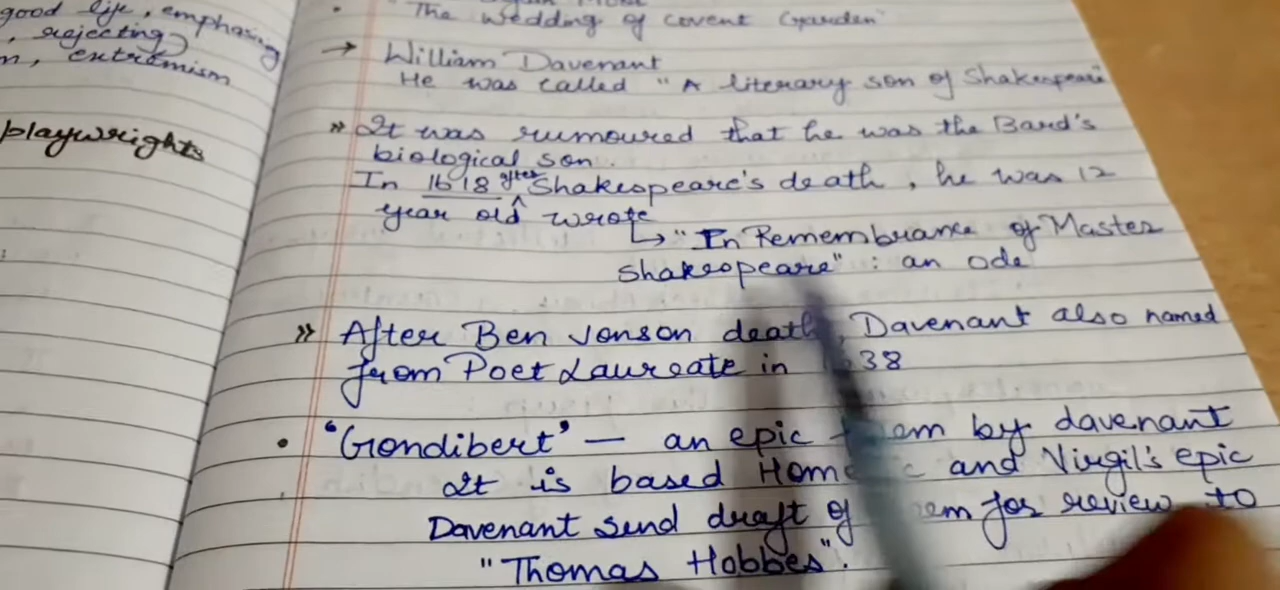 good life, emphasing
, rejecting
n, extremism
playwrights
"The Wedding of Covent Garden"
→ William Davenant
He was called "A literary son of Shakespeare"
» It was rumoured that he was the Bard's
biological son.
In 1618 after Shakespeare's death, he was 12
year old wrote
↳ "In Remembrance of Master
Shakespeare" : an ode
» After Ben Jonson death, Davenant also named
from Poet Laureate in 38
• 'Gondibert' — an epic by davenant
It is based and Virgil's epic
Davenant send draft of for review to
"Thomas Hobbes".